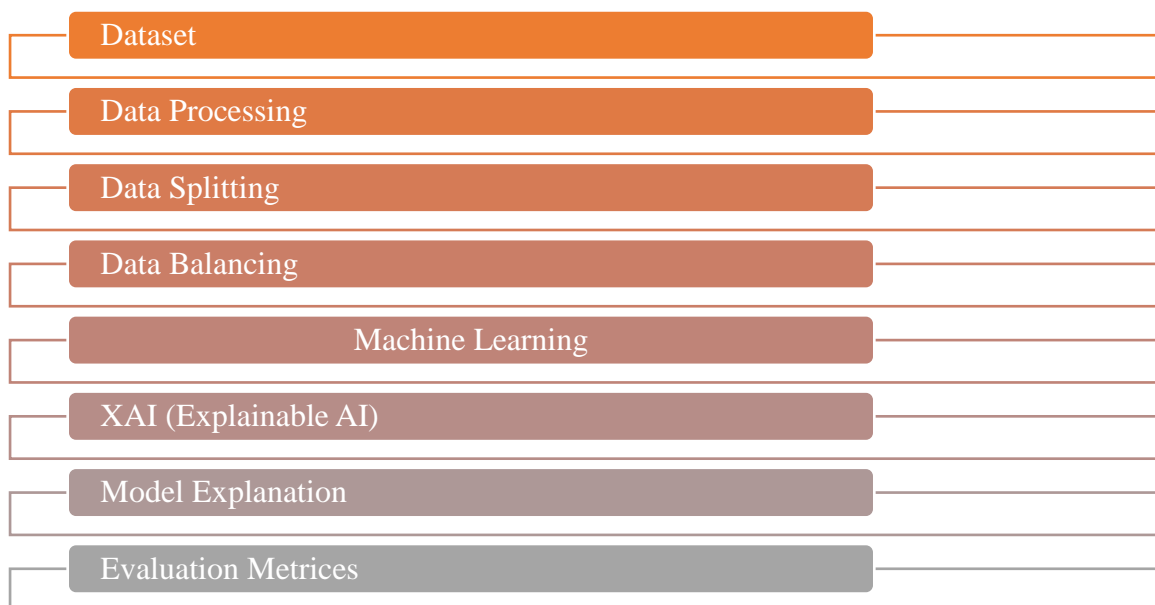 Dataset
Data Processing
Data Splitting
Data Balancing
Machine Learning
XAI (Explainable AI)
Model Explanation
Evaluation Metrices